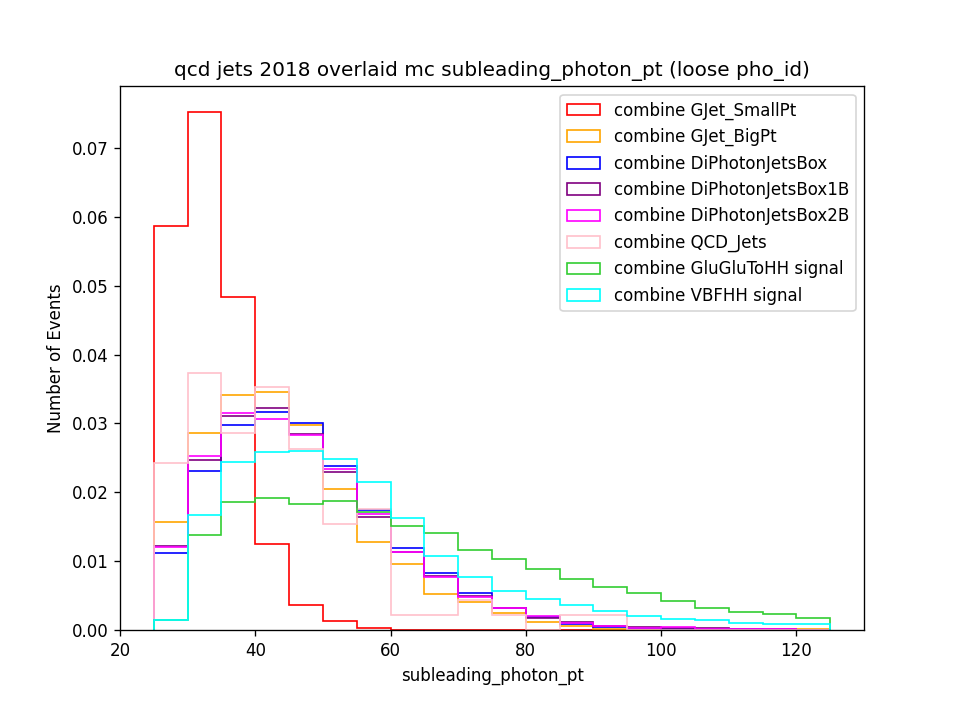 qcd jets 2018 overlaid mc subleading_photon_pt (loose pho_id)
combine GJet_SmallPt
combine GJet_BigPt
combine DiPhotonJetsBox
combine DiPhotonJetsBox1B
combine DiPhotonJetsBox2B
combine QCD_Jets
combine GluGluToHH signal
combine VBFHH signal
Number of Events
0.07
0.06
0.05
0.04
0.03
0.02
0.01
0.00
20 40 60 80 100 120
subleading_photon_pt